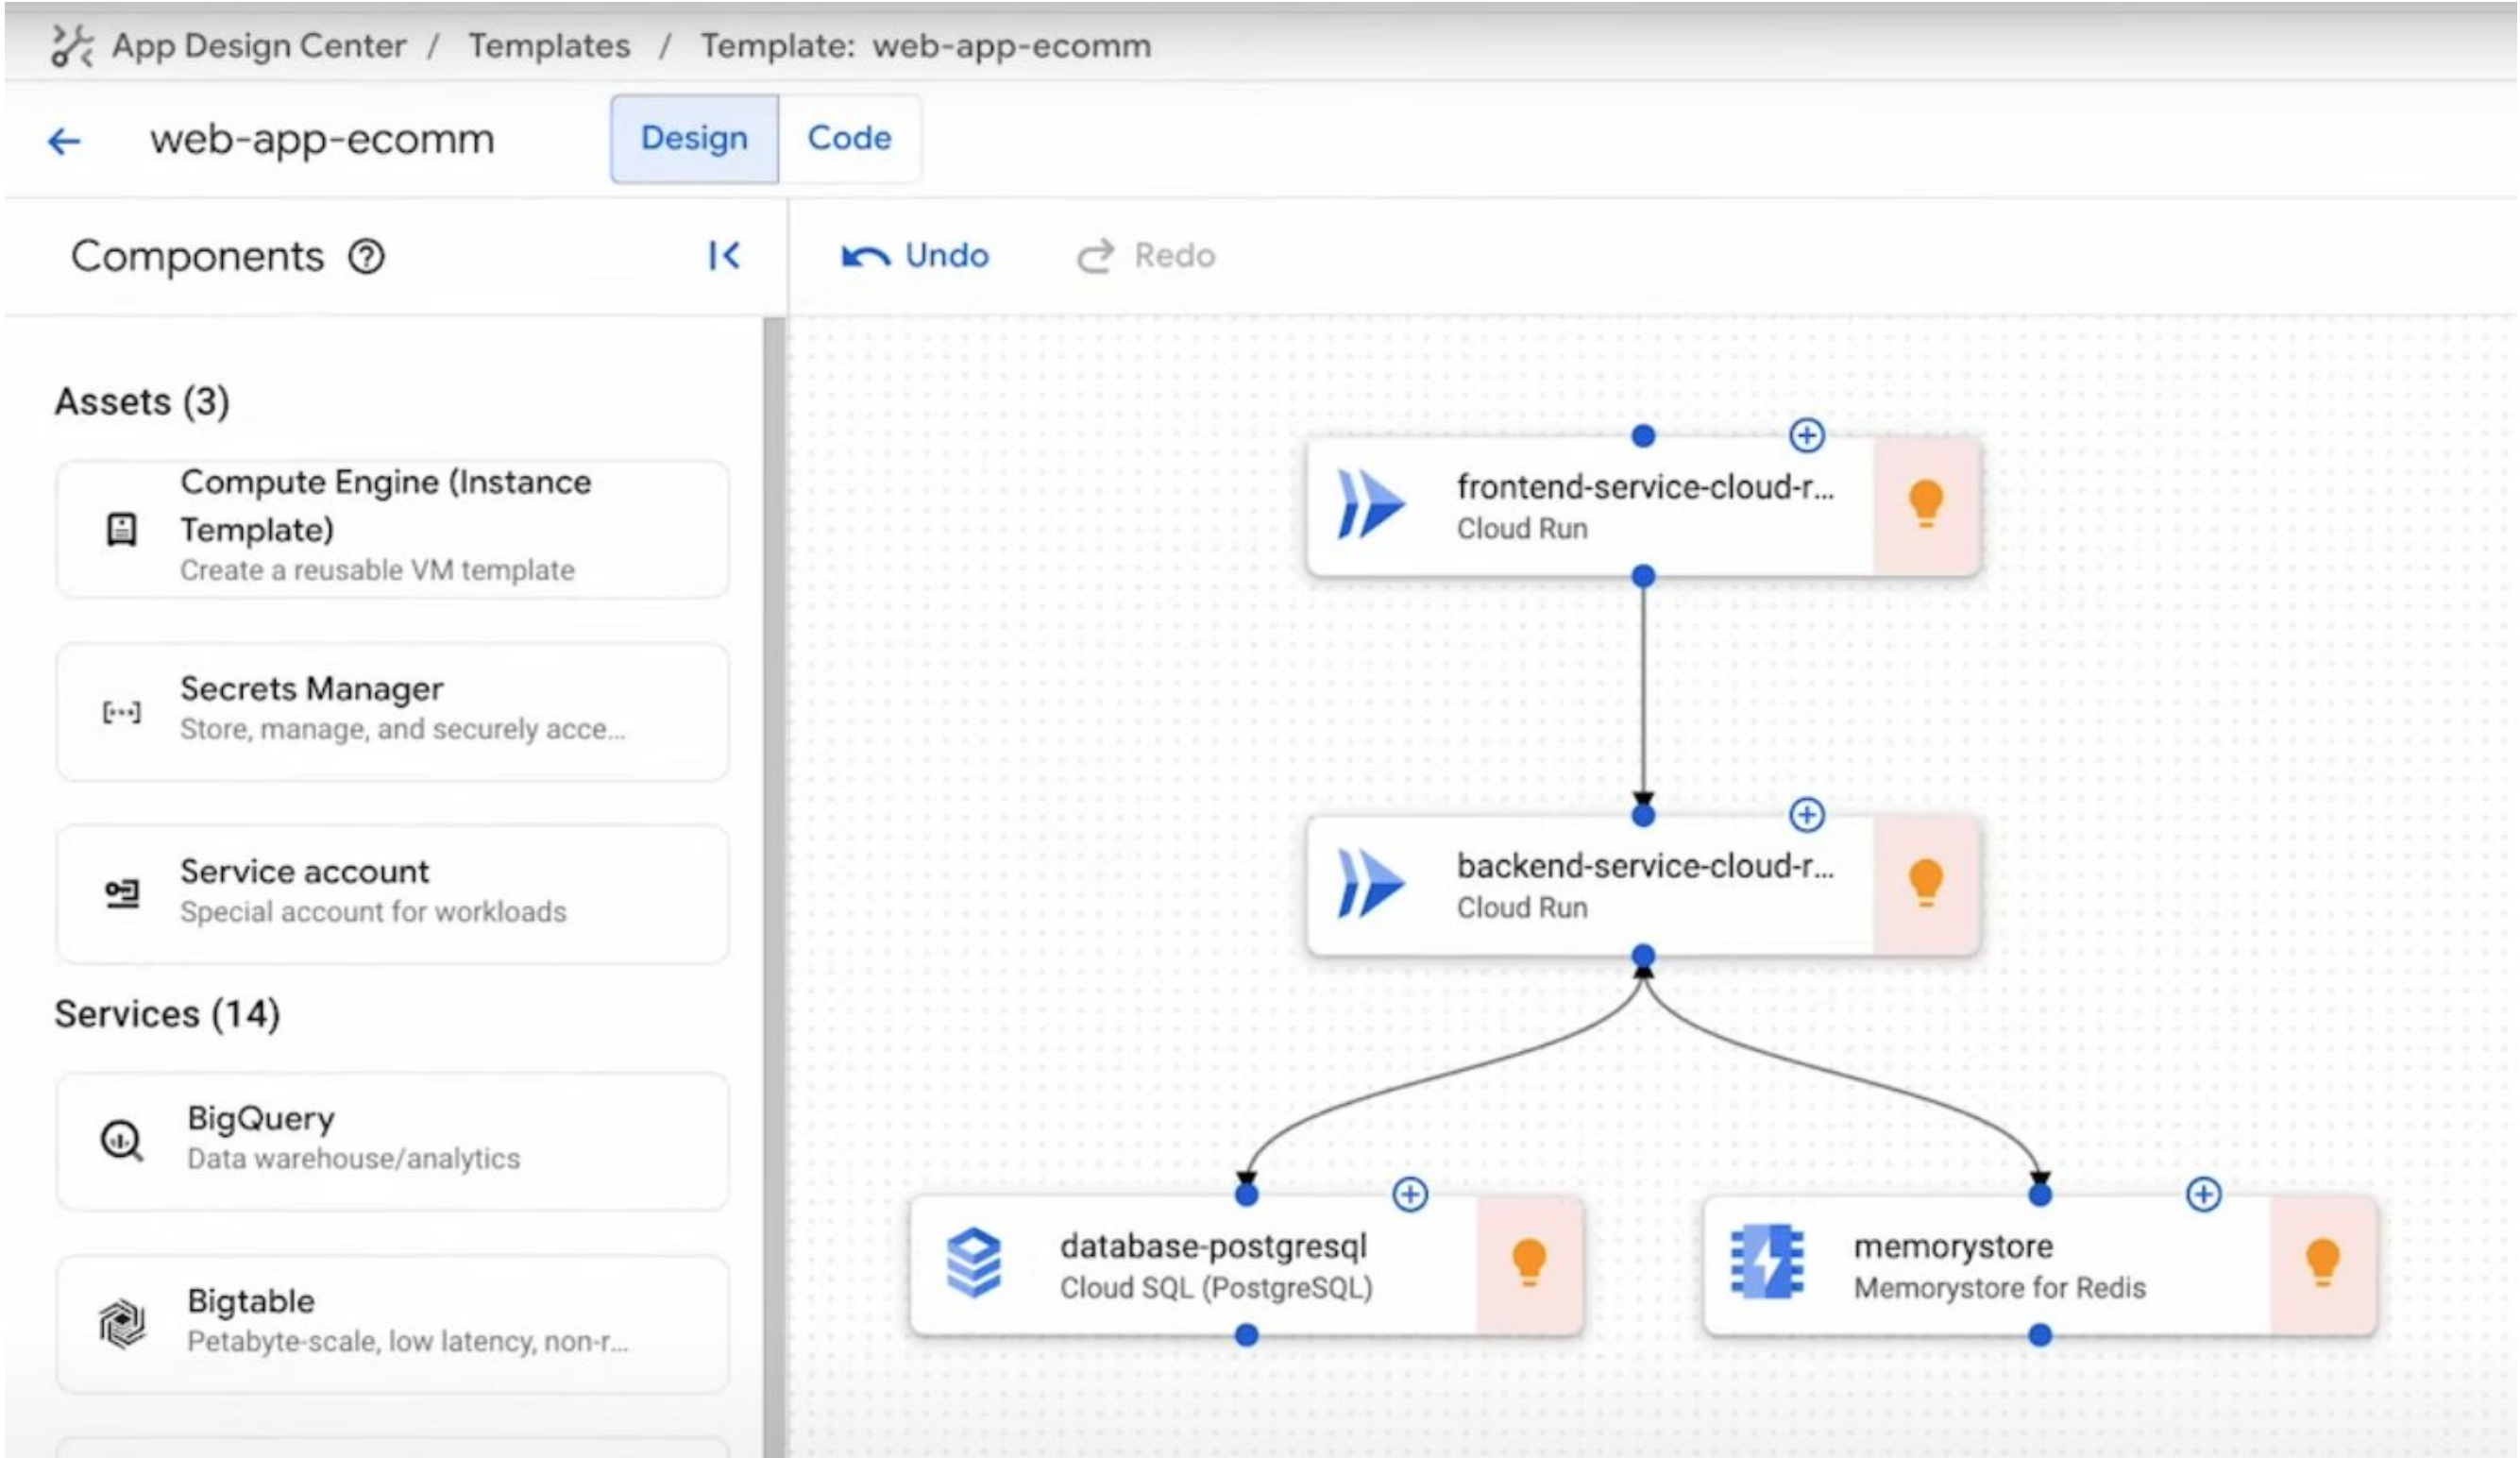 App Design Center / Templates / Template: web-app-ecomm
web-app-ecomm
Design
Code
Components
Undo
Redo
Assets (3)
Compute Engine (Instance
Template)
Create a reusable VM template
Secrets Manager
Store, manage, and securely acce...
Service account
Special account for workloads
Services (14)
BigQuery
Data warehouse/analytics
Bigtable
Petabyte-scale, low latency, non-r...
frontend-service-cloud-r...
Cloud Run
backend-service-cloud-r...
Cloud Run
database-postgresql
Cloud SQL (PostgreSQL)
memorystore
Memorystore for Redis